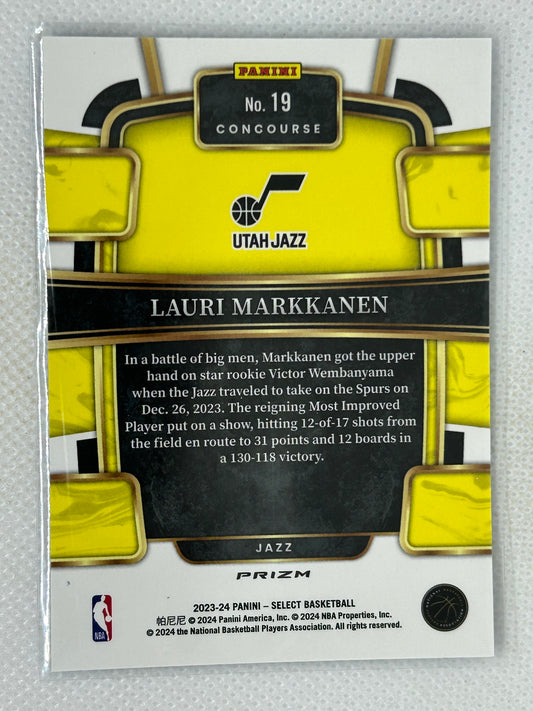 PANINI
No. 19
CONCOURSE
UTAH JAZZ
LAURI MARKKANEN
In a battle of big men, Markkanen got the upper
hand on star rookie Victor Wembanyama
when the Jazz traveled to take on the Spurs on
Dec. 26, 2023. The reigning Most Improved
Player put on a show, hitting 12-of-17 shots from
the field en route to 31 points and 12 boards in
a 130-118 victory.
JAZZ
PRIZM
2023-24 PANINI – SELECT BASKETBALL
帕尼尼 © 2024 Panini America, Inc. © 2024 NBA Properties, Inc.
© 2024 the National Basketball Players Association. All rights reserved.
NBA